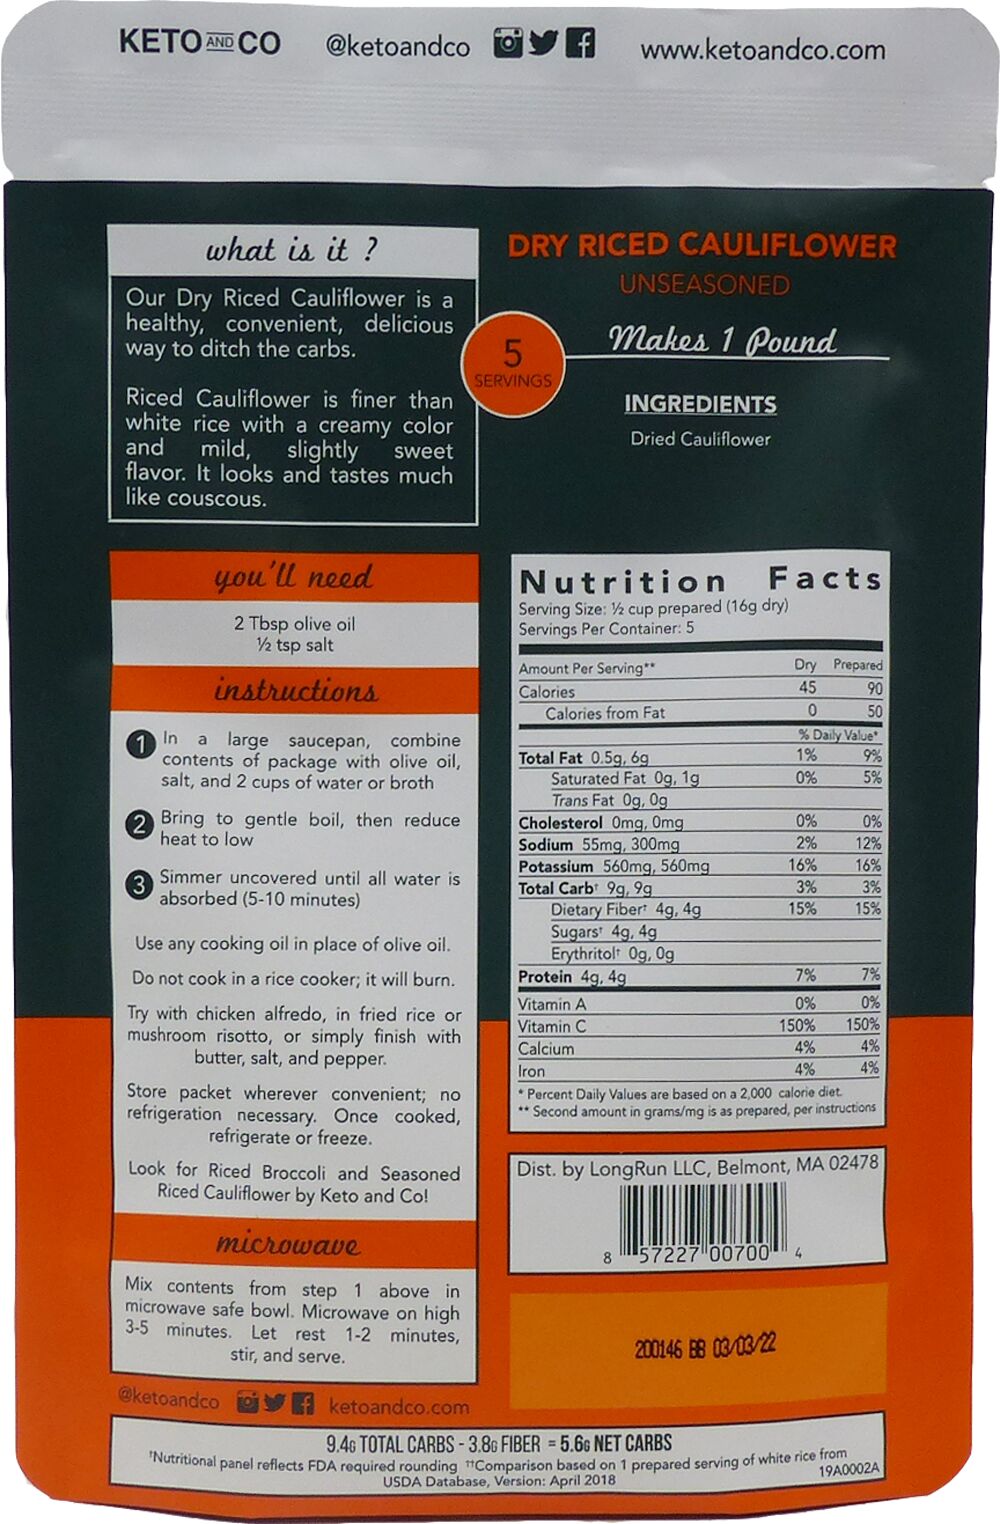 KETO AND CO @ketoandco www.ketoandco.com
what is it ?
Our Dry Riced Cauliflower is a
healthy, convenient, delicious
way to ditch the carbs.
Riced Cauliflower is finer than
white rice with a creamy color
and mild, slightly sweet
flavor. It looks and tastes much
like couscous.
DRY RICED CAULIFLOWER
UNSEASONED
Makes 1 Pound
5
SERVINGS
INGREDIENTS
Dried Cauliflower
you'll need
2 Tbsp olive oil
½ tsp salt
instructions
1 In a large saucepan, combine
contents of package with olive oil,
salt, and 2 cups of water or broth
2 Bring to gentle boil, then reduce
heat to low
3 Simmer uncovered until all water is
absorbed (5-10 minutes)
Use any cooking oil in place of olive oil.
Do not cook in a rice cooker; it will burn.
Try with chicken alfredo, in fried rice or
mushroom risotto, or simply finish with
butter, salt, and pepper.
Store packet wherever convenient; no
refrigeration necessary. Once cooked,
refrigerate or freeze.
Look for Riced Broccoli and Seasoned
Riced Cauliflower by Keto and Co!
microwave
Mix contents from step 1 above in
microwave safe bowl. Microwave on high
3-5 minutes. Let rest 1-2 minutes,
stir, and serve.
@ketoandco ketoandco.com
Nutrition Facts
Serving Size: ½ cup prepared (16g dry)
Servings Per Container: 5
Amount Per Serving** Dry Prepared
Calories 45 90
Calories from Fat 0 50
% Daily Value*
Total Fat 0.5g, 6g 1% 9%
Saturated Fat 0g, 1g 0% 5%
Trans Fat 0g, 0g
Cholesterol 0mg, 0mg 0% 0%
Sodium 55mg, 300mg 2% 12%
Potassium 560mg, 560mg 16% 16%
Total Carb† 9g, 9g 3% 3%
Dietary Fiber† 4g, 4g 15% 15%
Sugars† 4g, 4g
Erythritol† 0g, 0g
Protein 4g, 4g 7% 7%
Vitamin A 0% 0%
Vitamin C 150% 150%
Calcium 4% 4%
Iron 4% 4%
* Percent Daily Values are based on a 2,000 calorie diet.
** Second amount in grams/mg is as prepared, per instructions
Dist. by LongRun LLC, Belmont, MA 02478
8 57227 00700 4
200146 BB 03/03/22
9.4G TOTAL CARBS - 3.8G FIBER = 5.6G NET CARBS
†Nutritional panel reflects FDA required rounding ††Comparison based on 1 prepared serving of white rice from
USDA Database, Version: April 2018
19A0002A